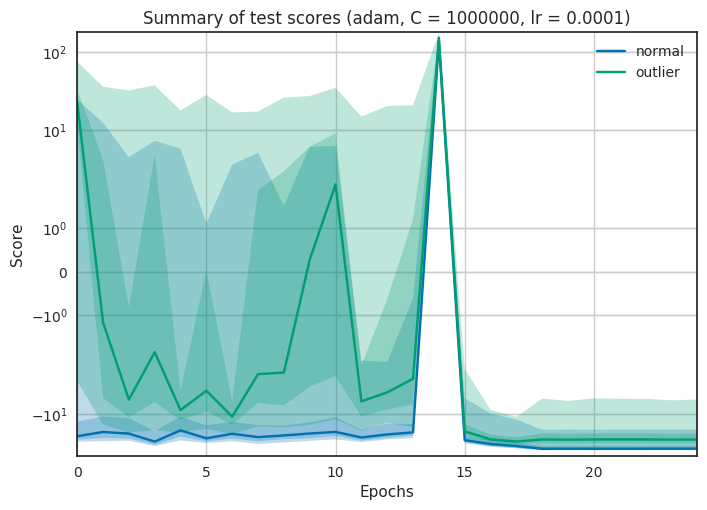 Summary of test scores (adam, C = 1000000, lr = 0.0001)
normal
outlier
Score
10²
10¹
10⁰
0
−10⁰
−10¹
0 5 10 15 20
Epochs